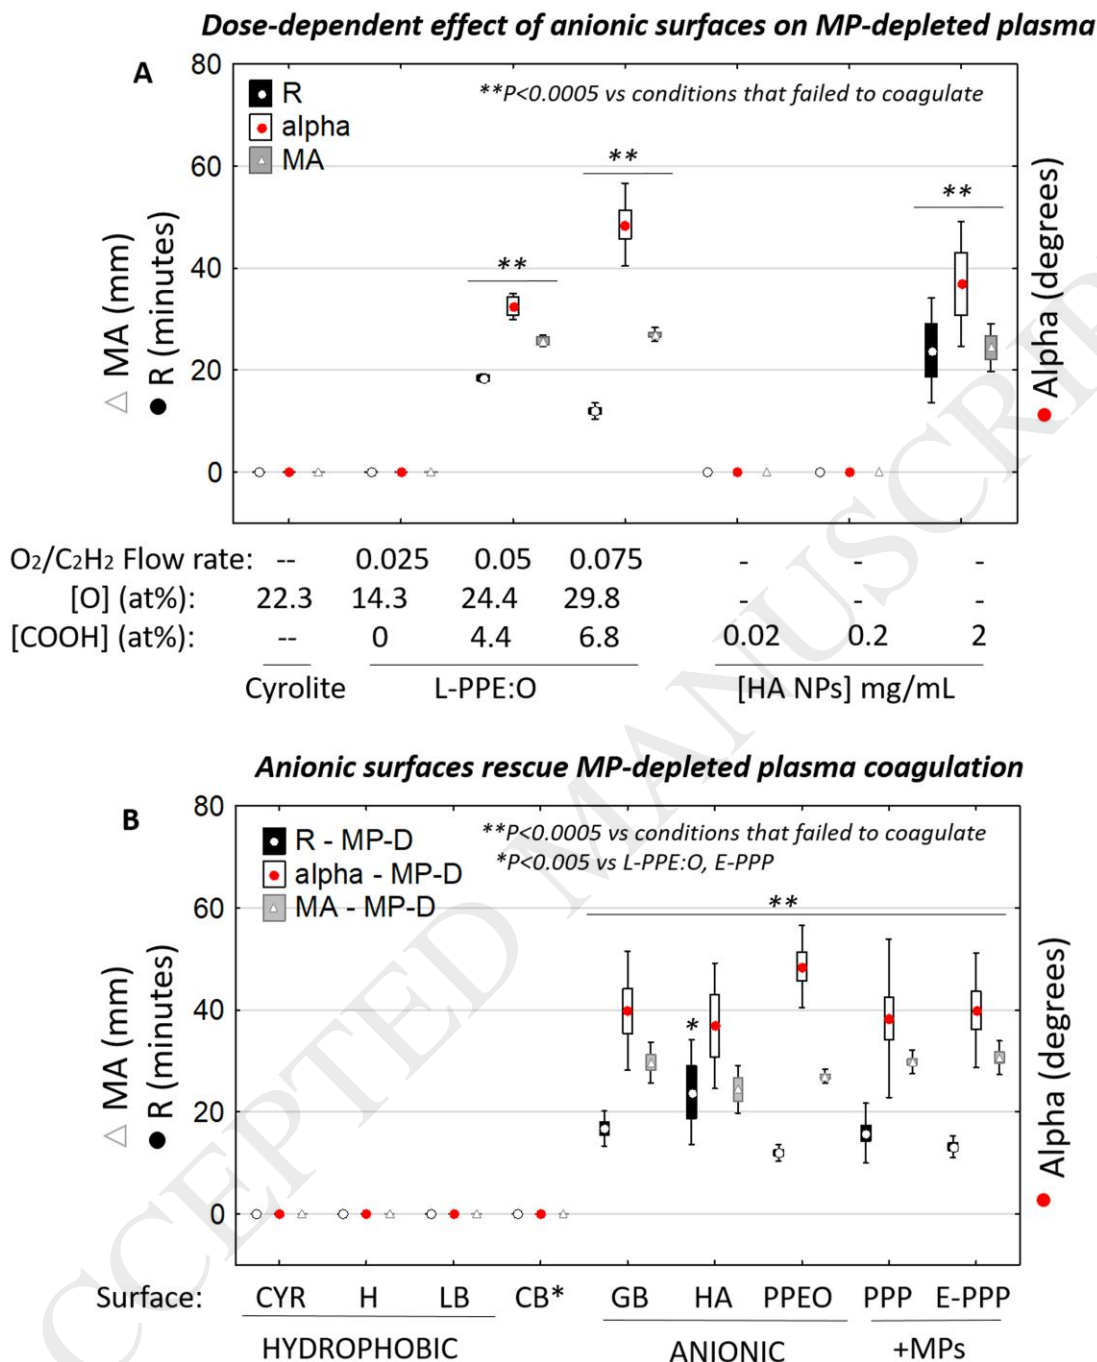 Dose-dependent effect of anionic surfaces on MP-depleted plasma
A
80
60
40
20
0
R
alpha
MA
**P<0.0005 vs conditions that failed to coagulate
**
**
**
△ MA (mm)
● R (minutes)
● Alpha (degrees)
O2/C2H2 Flow rate: -- 0.025 0.05 0.075 - - -
[O] (at%): 22.3 14.3 24.4 29.8 - - -
[COOH] (at%): -- 0 4.4 6.8 0.02 0.2 2
Cyrolite L-PPE:O [HA NPs] mg/mL
Anionic surfaces rescue MP-depleted plasma coagulation
B
80
60
40
20
0
R - MP-D
alpha - MP-D
MA - MP-D
**P<0.0005 vs conditions that failed to coagulate
*P<0.005 vs L-PPE:O, E-PPP
**
*
△ MA (mm)
● R (minutes)
● Alpha (degrees)
Surface: CYR H LB CB* GB HA PPEO PPP E-PPP
HYDROPHOBIC ANIONIC +MPs
CCEPTED MANUSCRIP